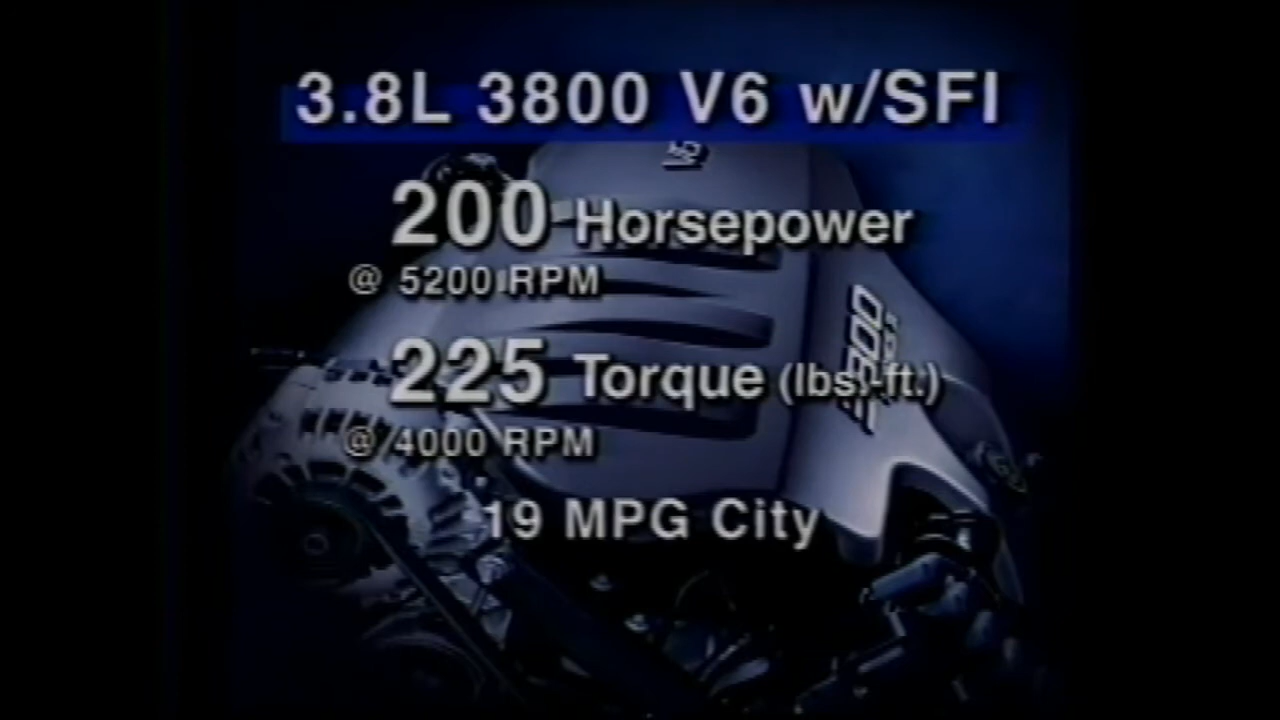 3.8L 3800 V6 w/SFI
200 Horsepower
@ 5200 RPM
225 Torque (lbs.-ft.)
@ 4000 RPM
19 MPG City